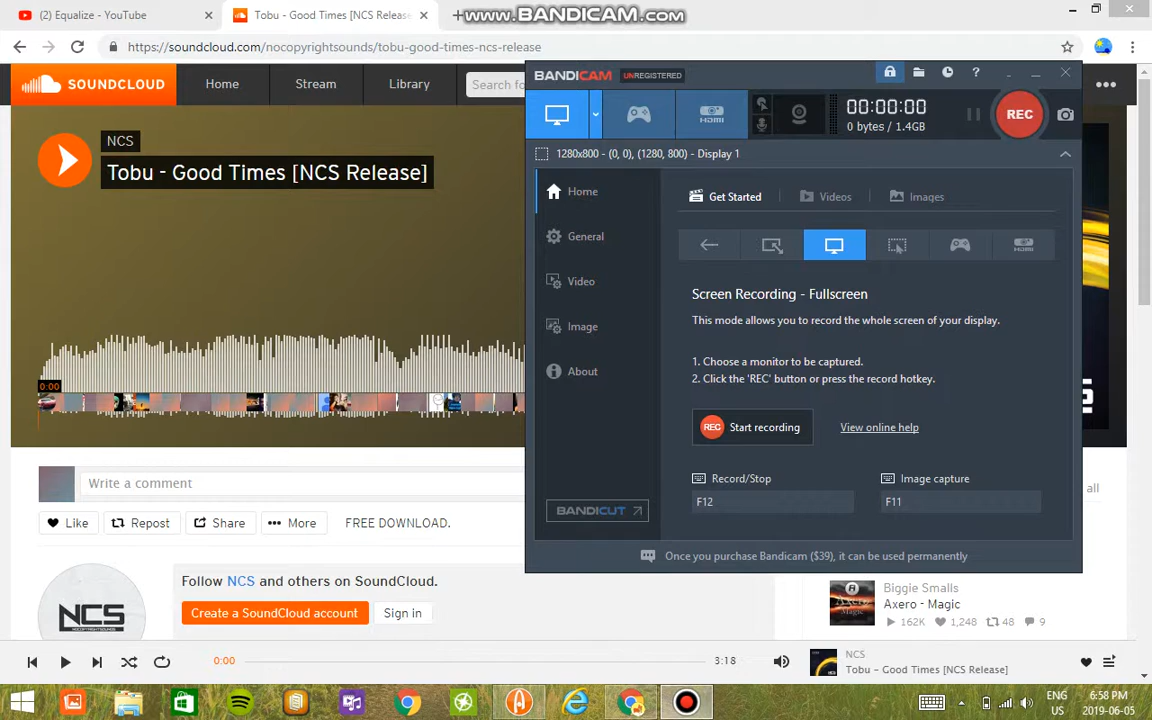 (2) Equalize - YouTube
Tobu - Good Times [NCS Release]
www.BANDICAM.com
https://soundcloud.com/nocopyrightsounds/tobu-good-times-ncs-release
SOUNDCLOUD
Home
Stream
Library
Search for
NCS
Tobu - Good Times [NCS Release]
0:00
BANDICAM
UNREGISTERED
HDMI
00:00:00
0 bytes / 1.4GB
REC
1280x800 - (0, 0), (1280, 800) - Display 1
Home
General
Video
Image
About
BANDICUT
Get Started
Videos
Images
HDMI
Screen Recording - Fullscreen
This mode allows you to record the whole screen of your display.
1. Choose a monitor to be captured.
2. Click the 'REC' button or press the record hotkey.
REC Start recording
View online help
Record/Stop
F12
Image capture
F11
Once you purchase Bandicam ($39), it can be used permanently
Write a comment
Like
Repost
Share
More
FREE DOWNLOAD.
all
Follow NCS and others on SoundCloud.
Create a SoundCloud account
Sign in
NCS
Biggie Smalls
Axero - Magic
162K
1,248
48
9
0:00
3:18
NCS
Tobu – Good Times [NCS Release]
ENG
US
6:58 PM
2019-06-05